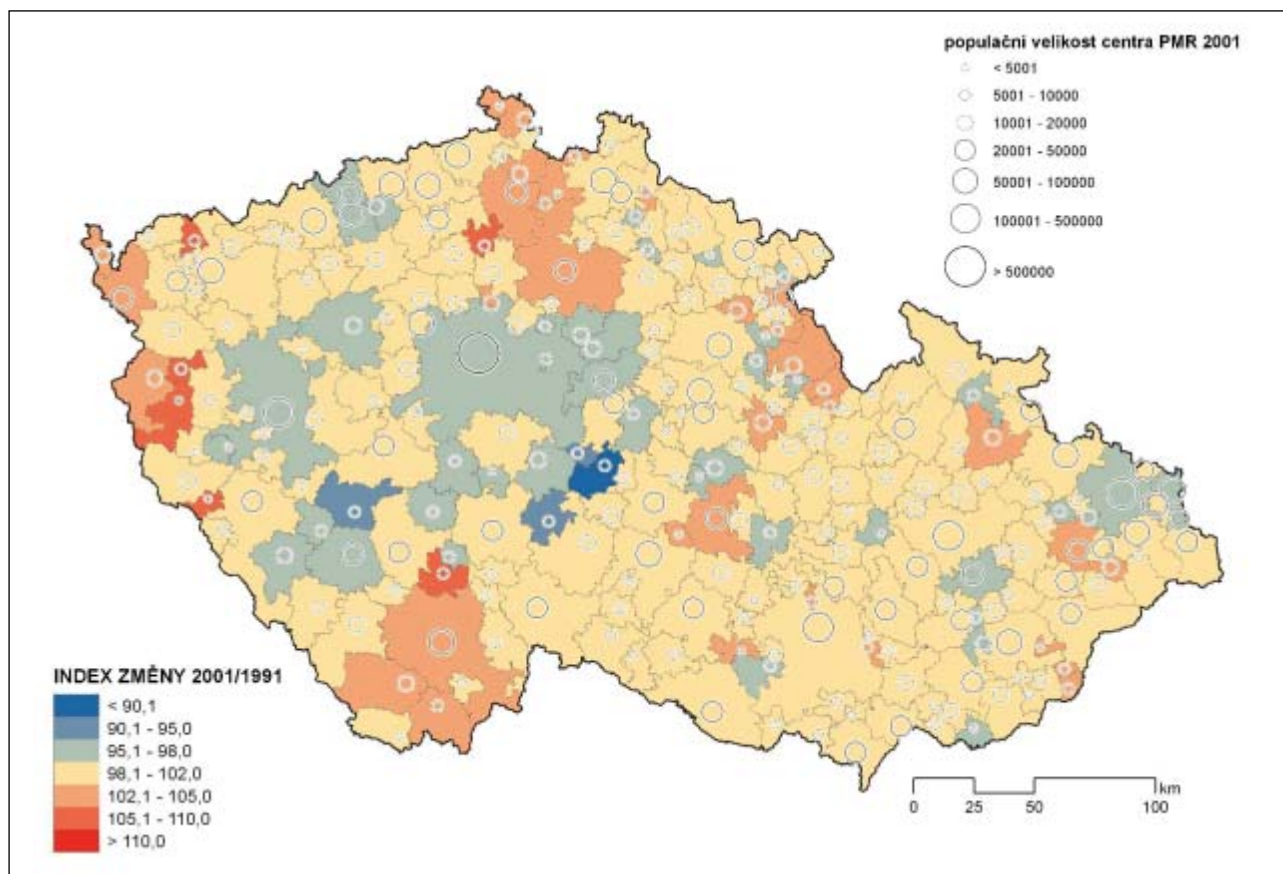 populační velikost centra PMR 2001
< 5001
5001 - 10000
10001 - 20000
20001 - 50000
50001 - 100000
100001 - 500000
> 500000
INDEX ZMĚNY 2001/1991
< 90,1
90,1 - 95,0
95,1 - 98,0
98,1 - 102,0
102,1 - 105,0
105,1 - 110,0
> 110,0
km
0 25 50 100